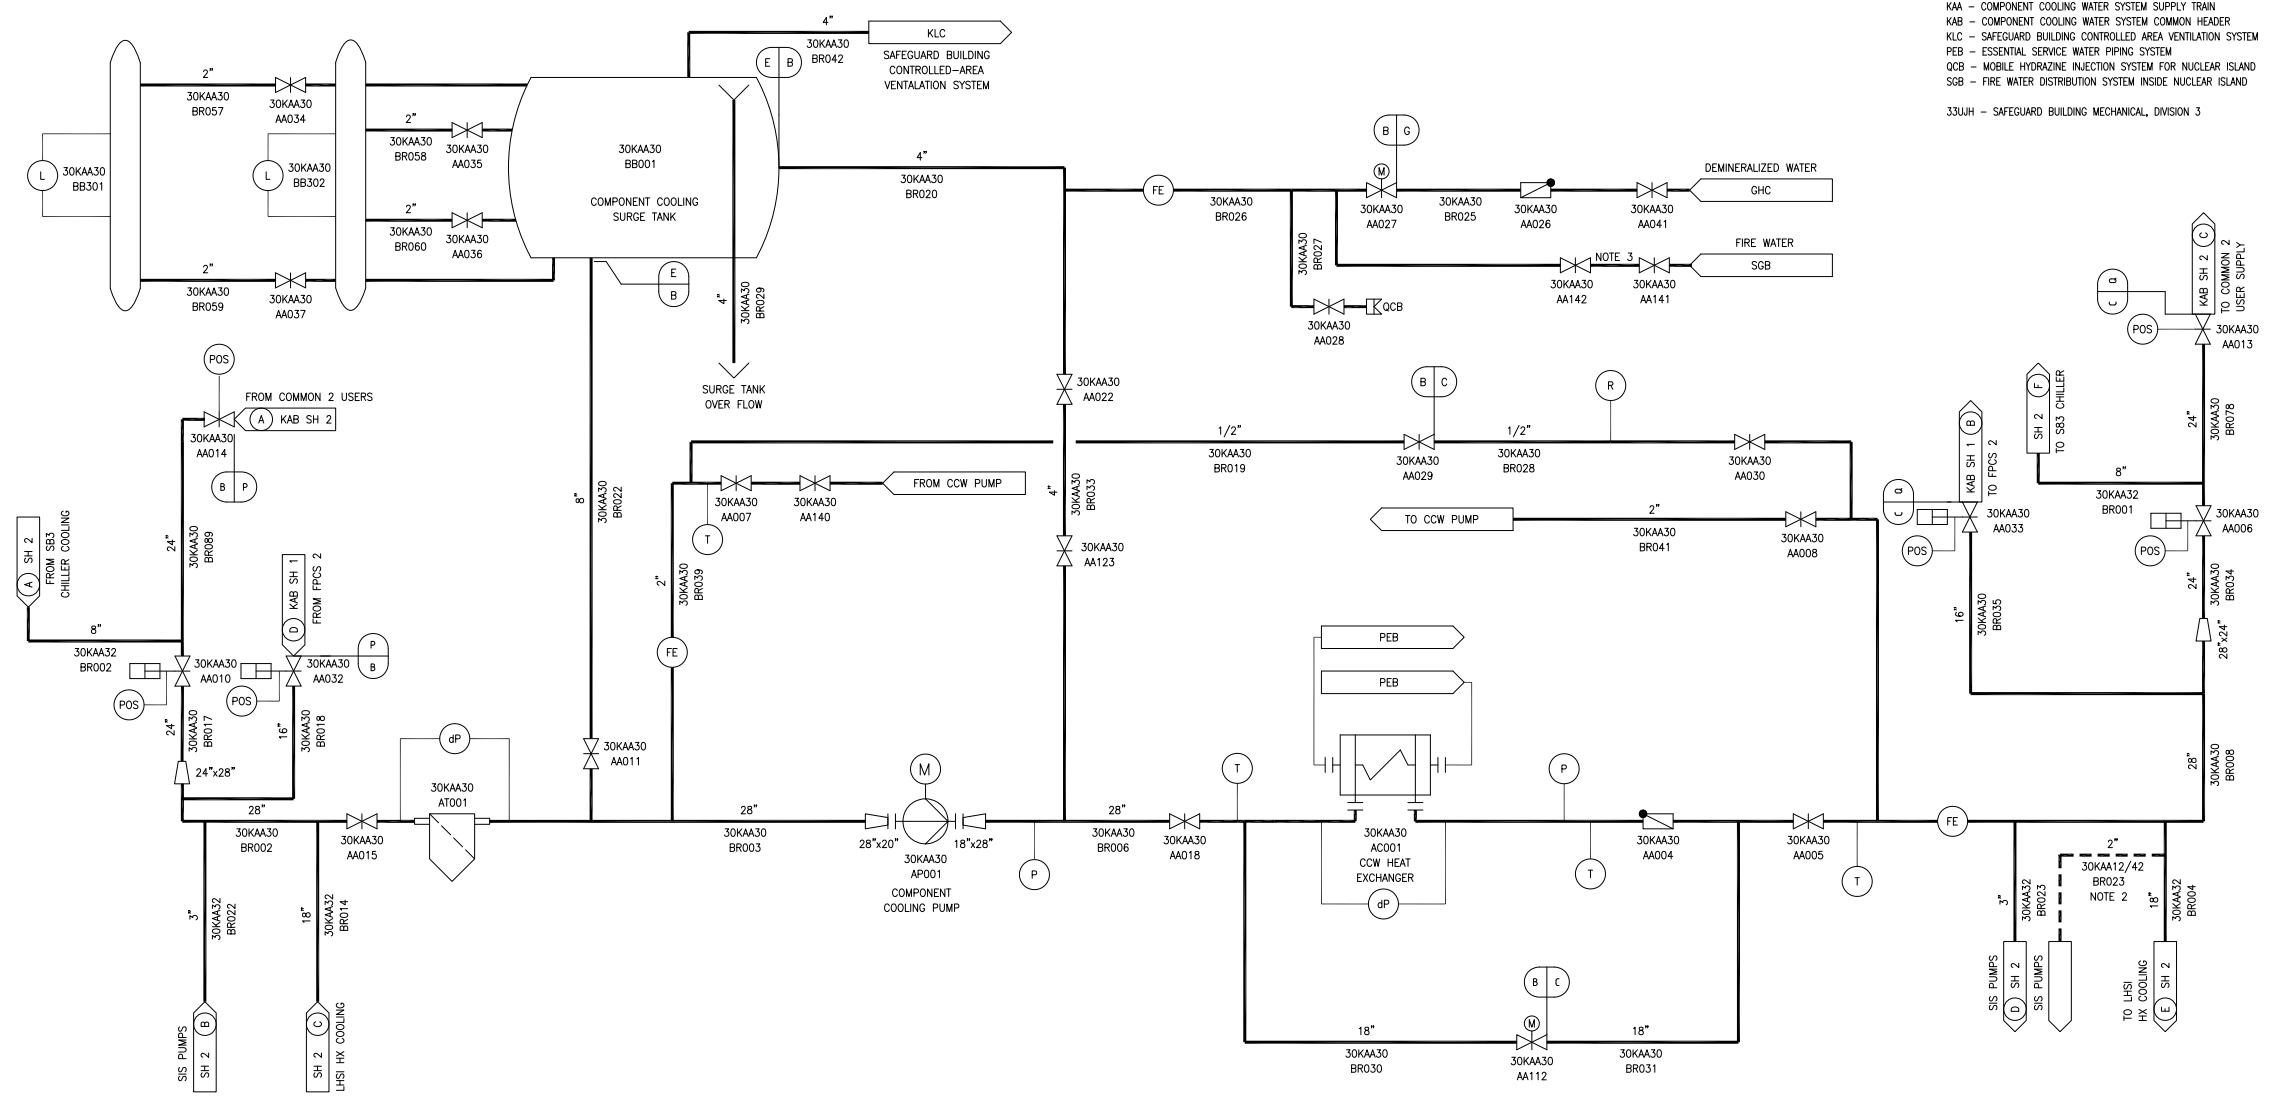 KAA – COMPONENT COOLING WATER SYSTEM SUPPLY TRAIN
KAB – COMPONENT COOLING WATER SYSTEM COMMON HEADER
KLC – SAFEGUARD BUILDING CONTROLLED AREA VENTILATION SYSTEM
PEB – ESSENTIAL SERVICE WATER PIPING SYSTEM
QCB – MOBILE HYDRAZINE INJECTION SYSTEM FOR NUCLEAR ISLAND
SGB – FIRE WATER DISTRIBUTION SYSTEM INSIDE NUCLEAR ISLAND
33UJH – SAFEGUARD BUILDING MECHANICAL, DIVISION 3
4"
30KAA30
BR042
KLC
SAFEGUARD BUILDING
CONTROLLED–AREA
VENTALATION SYSTEM
E B
2"
30KAA30
BR057
30KAA30
AA034
2"
30KAA30
BR058
30KAA30
AA035
L
30KAA30
BB301
L
30KAA30
BB302
30KAA30
BB001
COMPONENT COOLING
SURGE TANK
2"
30KAA30
BR060
30KAA30
AA036
2"
30KAA30
BR059
30KAA30
AA037
E
B
4"
30KAA30
BR029
SURGE TANK
OVER FLOW
4"
30KAA30
BR020
FE
30KAA30
BR026
B G
M
30KAA30
AA027
30KAA30
BR025
30KAA30
AA026
30KAA30
AA041
DEMINERALIZED WATER
GHC
30KAA30
BR027
NOTE 3
30KAA30
AA142
30KAA30
AA141
FIRE WATER
SGB
QCB
30KAA30
AA028
KAB SH 2
C
TO COMMON 2
USER SUPPLY
Q
C
POS
30KAA30
AA013
POS
FROM COMMON 2 USERS
A
KAB SH 2
30KAA30
AA014
B P
24"
30KAA30
BR089
A
SH 2
FROM SB3
CHILLER COOLING
8"
30KAA32
BR002
D
KAB SH 1
FROM FPCS 2
P
B
30KAA30
AA010
POS
30KAA30
AA032
POS
24"
30KAA30
BR017
16"
30KAA30
BR018
24"x28"
8"
30KAA30
BR022
30KAA30
AA011
30KAA30
AA022
1/2"
30KAA30
BR019
B C
30KAA30
AA029
1/2"
30KAA30
BR028
R
30KAA30
AA030
30KAA30
AA007
30KAA30
AA140
FROM CCW PUMP
T
2"
30KAA30
BR039
FE
4"
30KAA30
BR033
30KAA30
AA123
TO CCW PUMP
2"
30KAA30
BR041
30KAA30
AA008
SH 2
F
TO S83 CHILLER
24"
30KAA30
BR078
8"
30KAA32
BR001
KAB SH 1
B
TO FPCS 2
Q
C
30KAA30
AA033
POS
30KAA30
AA006
POS
24"
30KAA30
BR034
16"
30KAA30
BR035
28"x24"
28"
30KAA30
BR008
PEB
PEB
28"
30KAA30
BR002
30KAA30
AA015
dP
30KAA30
AT001
28"
30KAA30
BR003
M
28"x20"
18"x28"
30KAA30
AP001
COMPONENT
COOLING PUMP
P
28"
30KAA30
BR006
30KAA30
AA018
T
30KAA30
AC001
CCW HEAT
EXCHANGER
dP
P
T
30KAA30
AA004
30KAA30
AA005
T
FE
3"
30KAA32
BR022
SIS PUMPS
B
SH 2
18"
30KAA32
BR014
C
SH 2
LHSI HX COOLING
18"
30KAA30
BR030
B C
M
30KAA30
AA112
18"
30KAA30
BR031
3"
30KAA32
BR023
SIS PUMPS
D
SH 2
SIS PUMPS
2"
30KAA12/42
BR023
NOTE 2
18"
30KAA32
BR004
TO LHSI
HX COOLING
E
SH 2